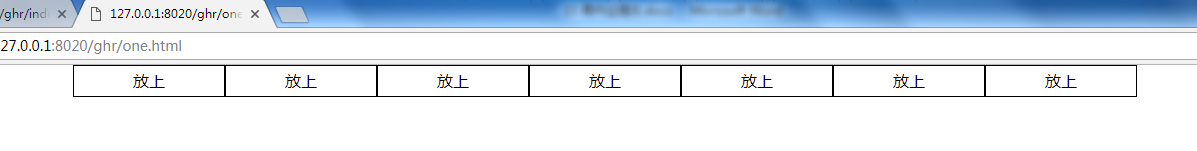 /ghr/ind
127.0.0.1:8020/ghr/one
27.0.0.1:8020/ghr/one.html
放上 放上 放上 放上 放上 放上 放上